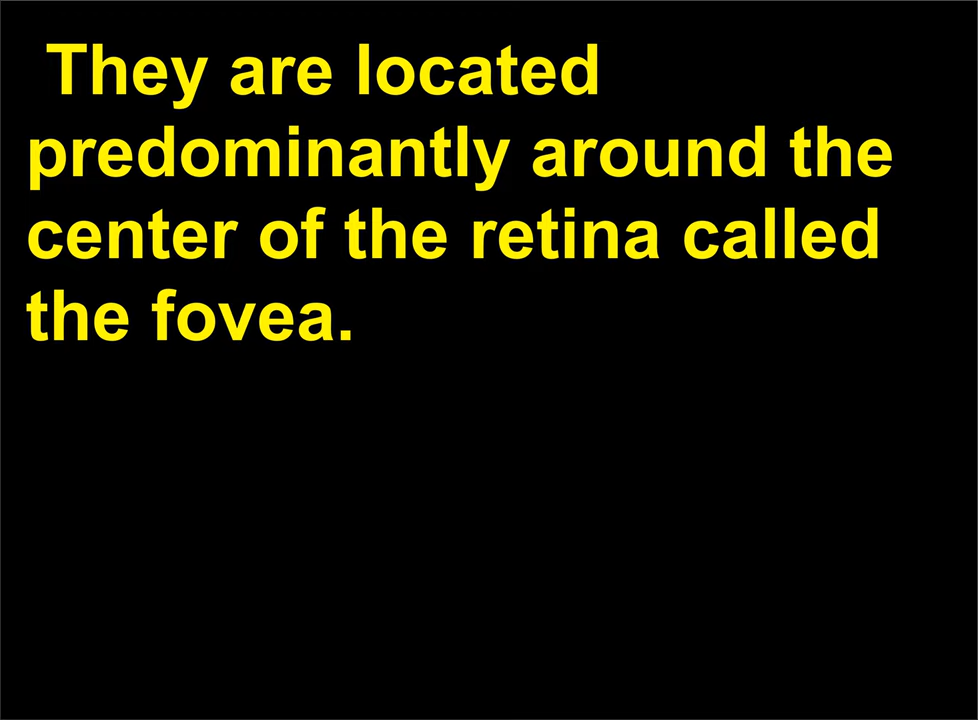 They are located
predominantly around the
center of the retina called
the fovea.